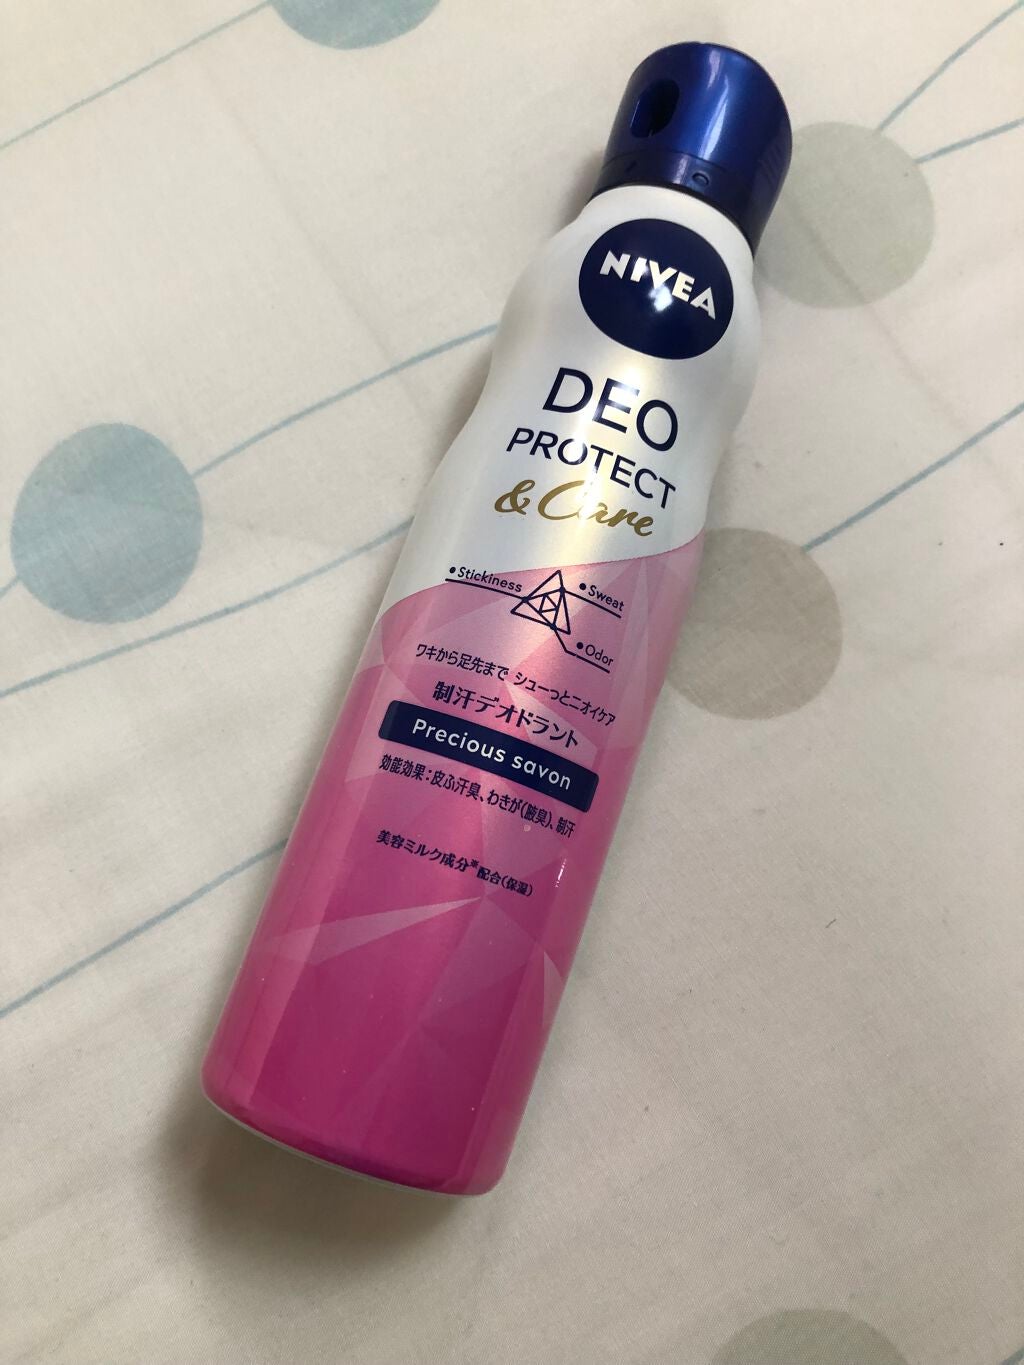 NIVEA
DEO
PROTECT
& Care
•Stickiness
•Sweat
•Odor
ワキから足先まで シューっとニオイケア
制汗デオドラント
Precious savon
効能効果：皮ふ汗臭、わきが(腋臭)、制汗
美容ミルク成分※配合(保湿)